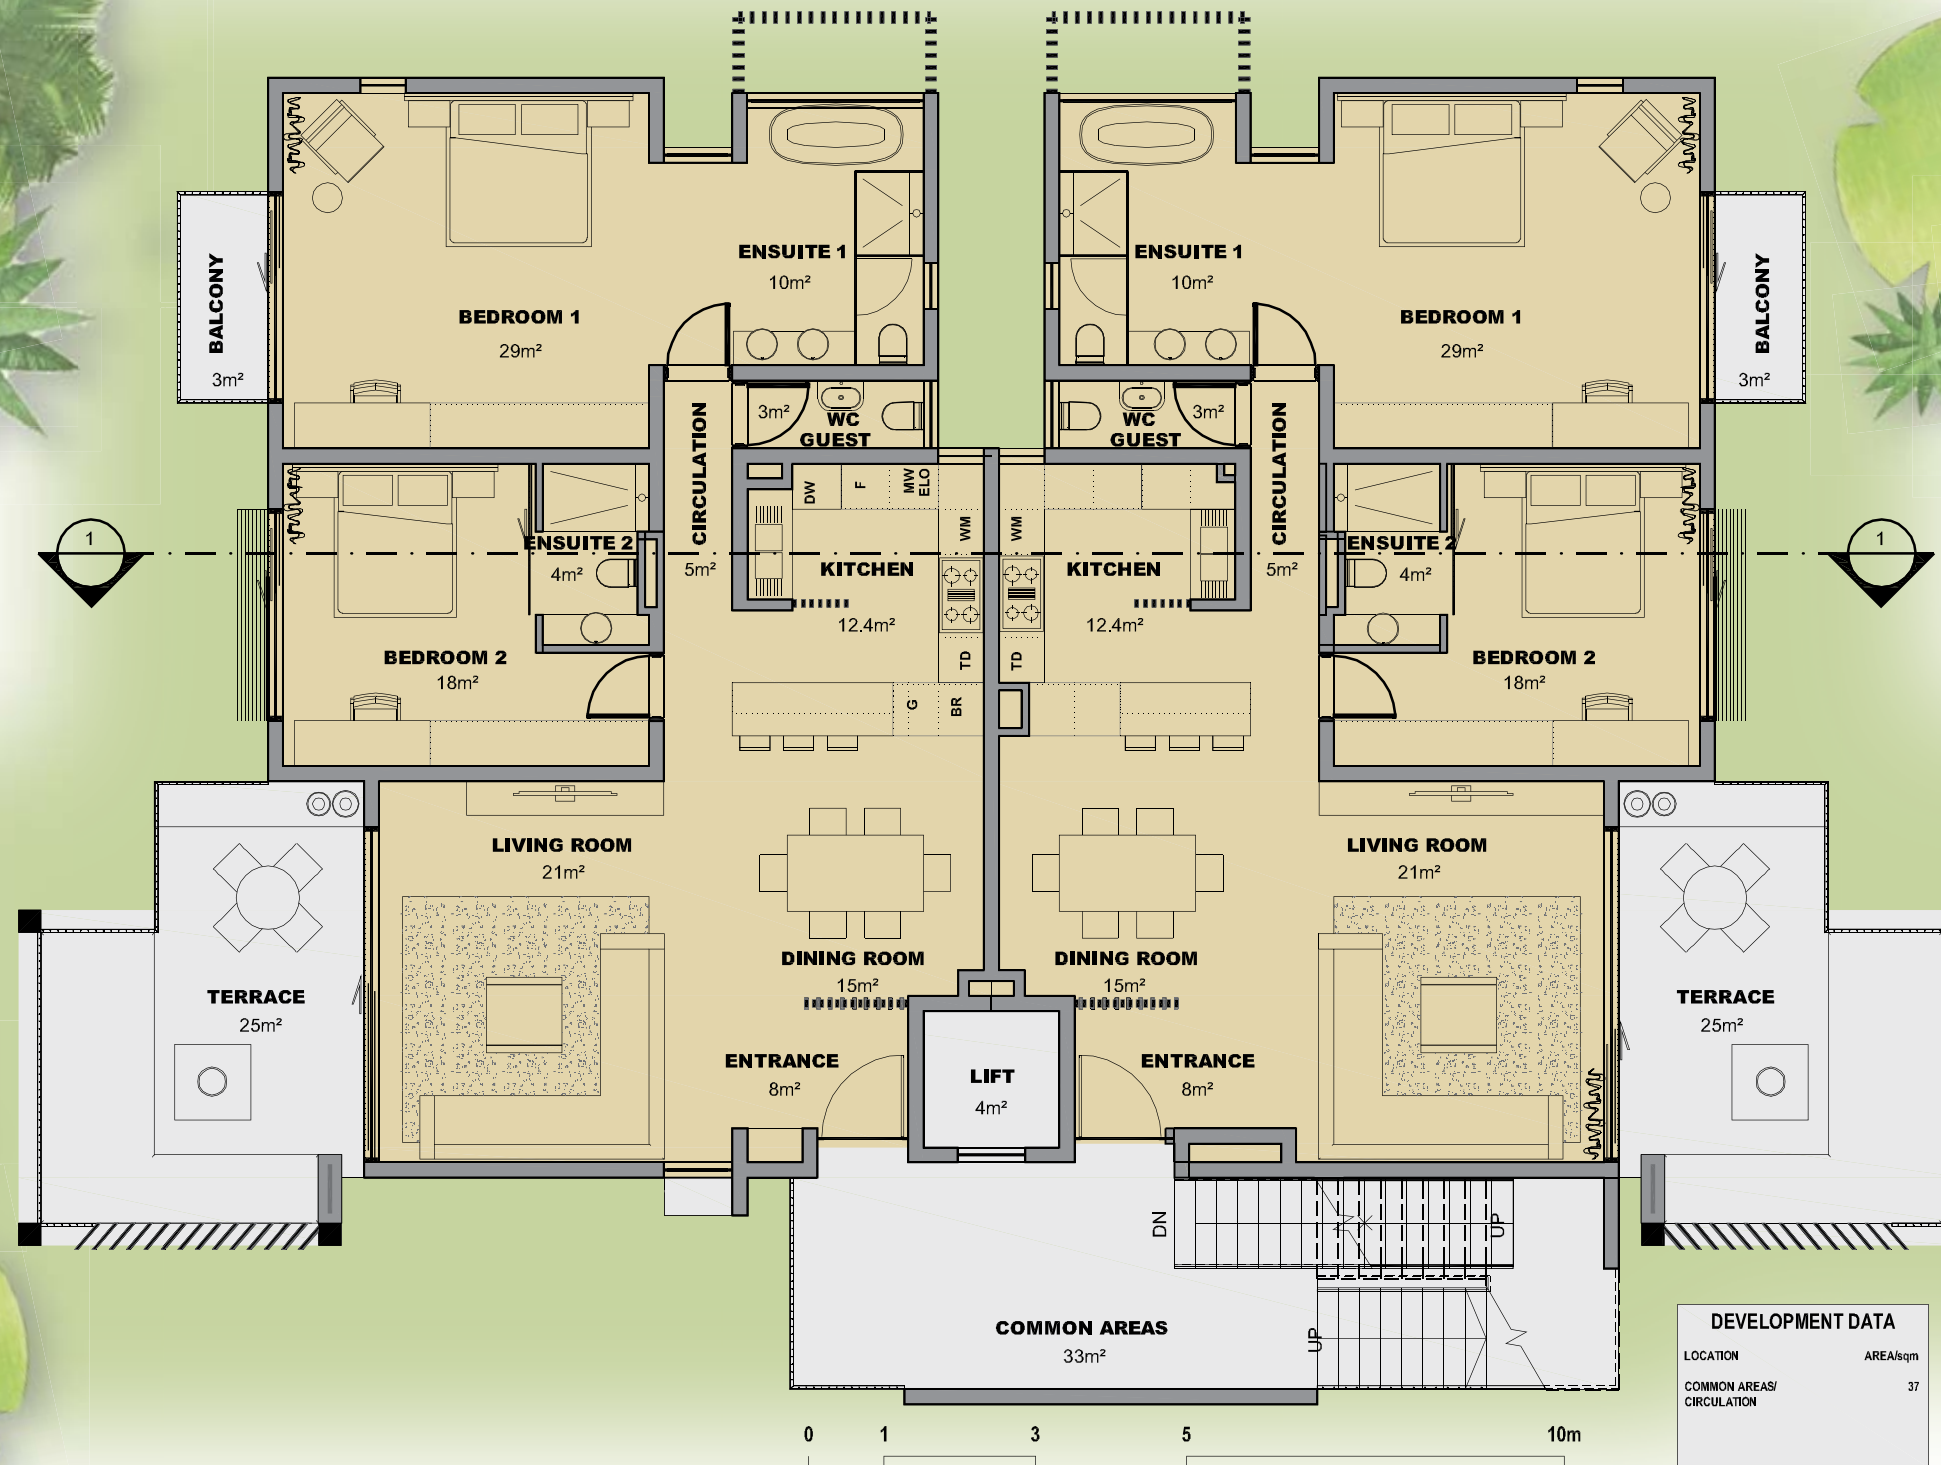 ENSUITE 1
10m²
ENSUITE 1
10m²
BALCONY
3m²
BEDROOM 1
29m²
BEDROOM 1
29m²
BALCONY
3m²
3m²
WC
GUEST
3m²
WC
GUEST
CIRCULATION
5m²
CIRCULATION
5m²
DW
F
MW
ELO
WM
WM
1
ENSUITE 2
4m²
KITCHEN
12.4m²
KITCHEN
12.4m²
ENSUITE 2
4m²
1
TD
TD
BEDROOM 2
18m²
BEDROOM 2
18m²
G
BR
LIVING ROOM
21m²
LIVING ROOM
21m²
DINING ROOM
15m²
DINING ROOM
15m²
TERRACE
25m²
TERRACE
25m²
ENTRANCE
8m²
LIFT
4m²
ENTRANCE
8m²
DN
UP
UP
COMMON AREAS
33m²
DEVELOPMENT DATA
LOCATION AREA/sqm
COMMON AREAS/ 37
CIRCULATION
0 1 3 5 10m